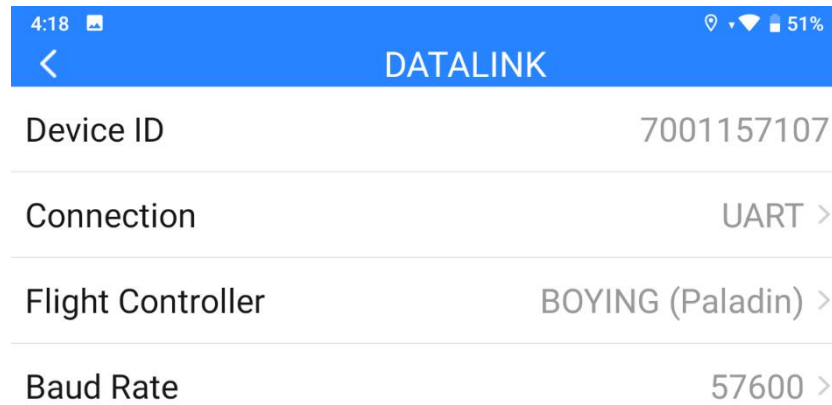 4:18 51%
DATALINK
Device ID 7001157107
Connection UART
Flight Controller BOYING (Paladin)
Baud Rate 57600